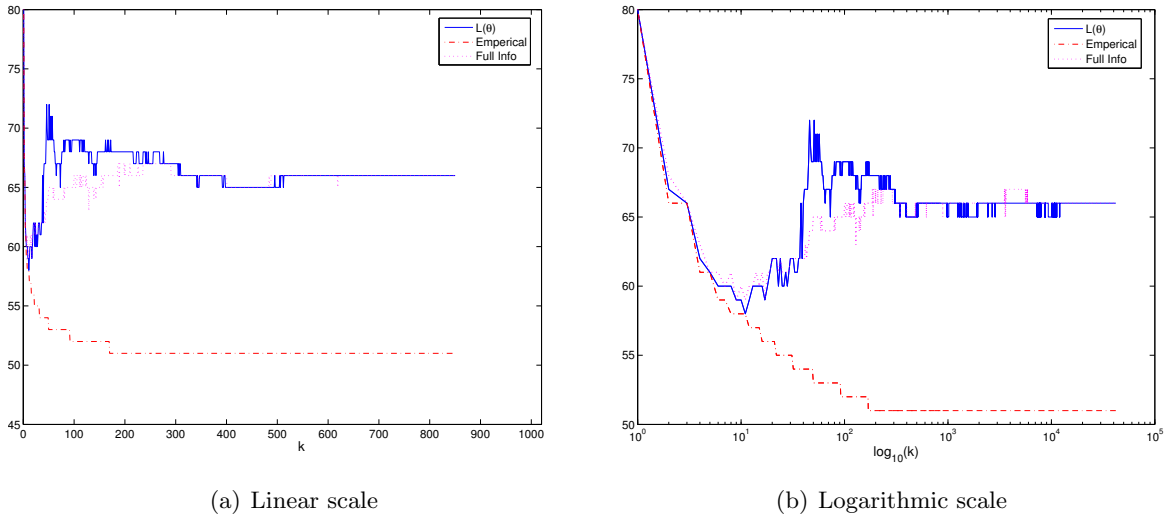 80
75
70
65
60
55
50
45
0 100 200 300 400 500 600 700 800 900 1000
k
L(θ)
Emperical
Full Info
(a) Linear scale
80
75
70
65
60
55
50
10^0 10^1 10^2 10^3 10^4 10^5
log_10(k)
L(θ)
Emperical
Full Info
(b) Logarithmic scale